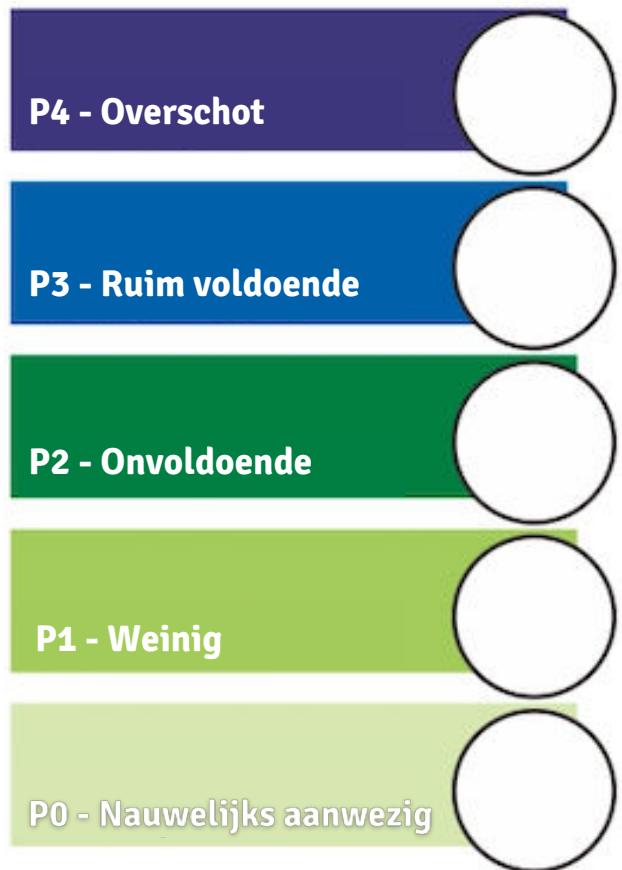 P4 - Overschot
P3 - Ruim voldoende
P2 - Onvoldoende
P1 - Weinig
P0 - Nauwelijks aanwezig